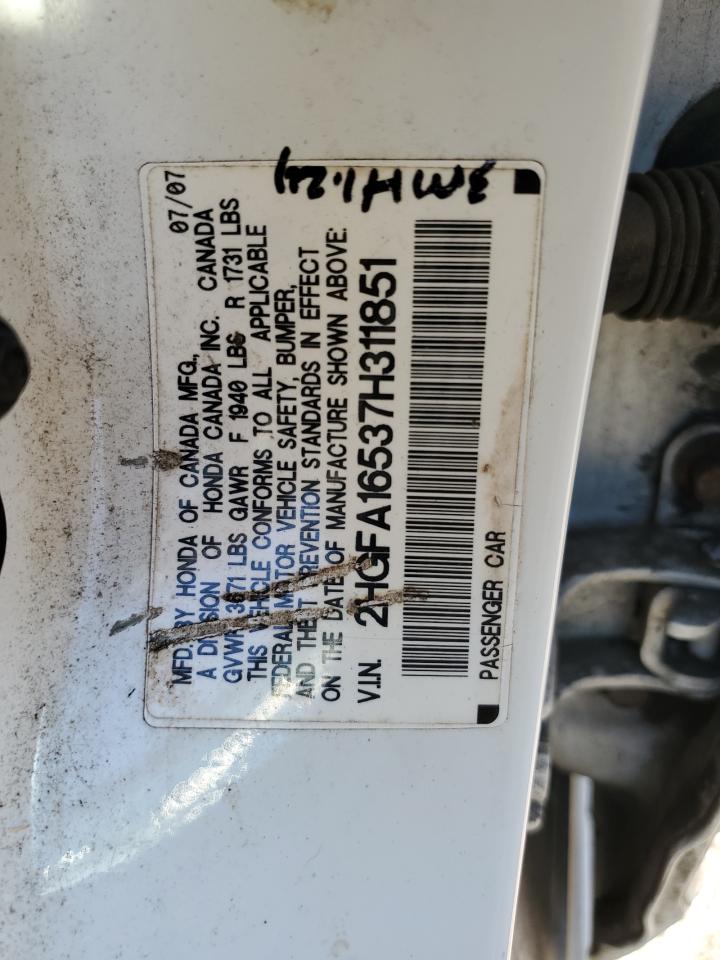 MFD. BY HONDA OF CANADA MFG., 07/07
A DIVISION OF HONDA CANADA INC. CANADA
GVWR 3671 LBS GAWR F 1940 LBS R 1731 LBS
THIS VEHICLE CONFORMS TO ALL APPLICABLE
FEDERAL MOTOR VEHICLE SAFETY, BUMPER,
AND THEFT PREVENTION STANDARDS IN EFFECT
ON THE DATE OF MANUFACTURE SHOWN ABOVE:
V.I.N. 2HGFA16537H311851
PASSENGER CAR